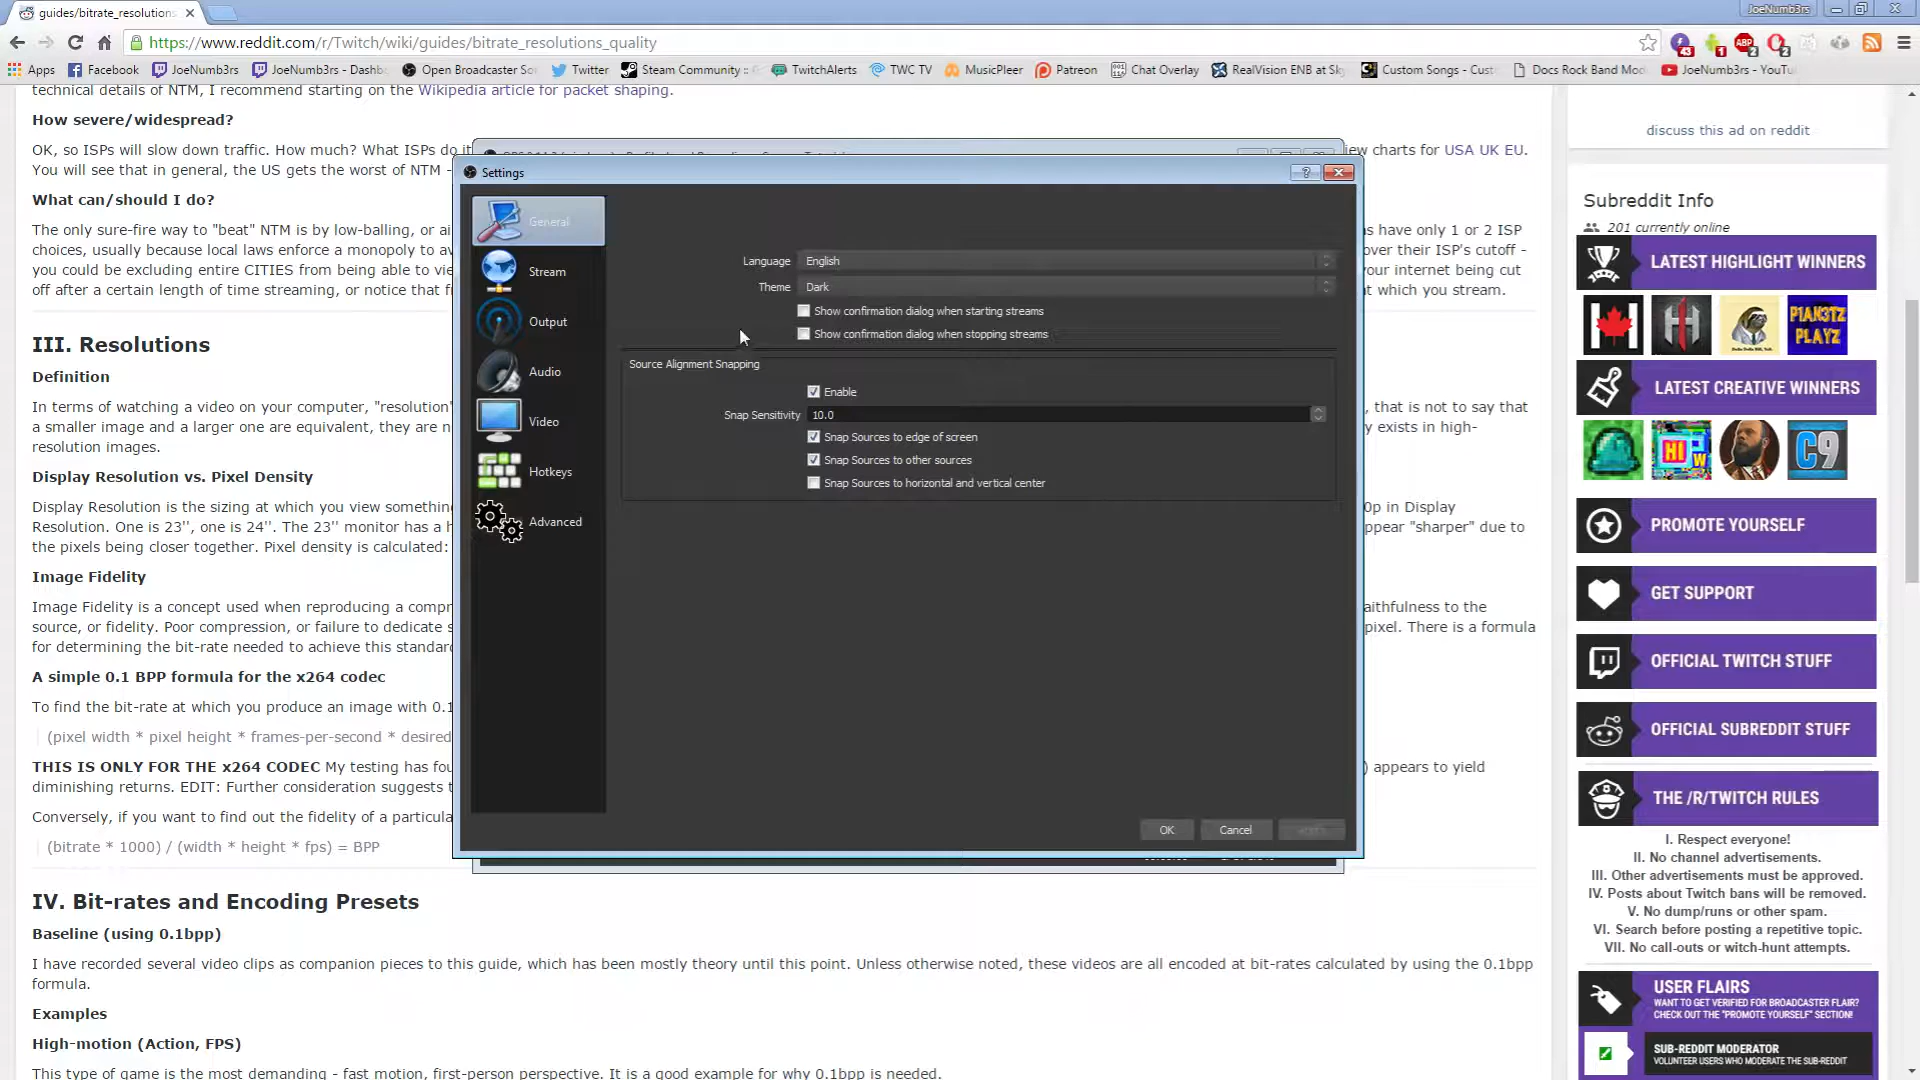 guides/bitrate_resolutions
JoeNumb3rs
https://www.reddit.com/r/Twitch/wiki/guides/bitrate_resolutions_quality
Apps
Facebook
JoeNumb3rs
JoeNumb3rs - Dashb
Open Broadcaster So
Twitter
Steam Community ::
TwitchAlerts
TWC TV
MusicPleer
Patreon
Chat Overlay
RealVision ENB at Sk
Custom Songs - Cust
Docs Rock Band Mod
JoeNumb3rs - YouTu
technical details of NTM, I recommend starting on the Wikipedia article for packet shaping.
How severe/widespread?
OK, so ISPs will slow down traffic. How much? What ISPs do it
iew charts for USA UK EU.
You will see that in general, the US gets the worst of NTM -
What can/should I do?
The only sure-fire way to "beat" NTM is by low-balling, or ai
s have only 1 or 2 ISP
choices, usually because local laws enforce a monopoly to av
over their ISP's cutoff -
you could be excluding entire CITIES from being able to vie
our internet being cut
off after a certain length of time streaming, or notice that f
t which you stream.
III. Resolutions
Definition
In terms of watching a video on your computer, "resolution"
, that is not to say that
a smaller image and a larger one are equivalent, they are n
y exists in high-
resolution images.
Display Resolution vs. Pixel Density
Display Resolution is the sizing at which you view somethin
0p in Display
Resolution. One is 23'', one is 24''. The 23'' monitor has a h
ppear "sharper" due to
the pixels being closer together. Pixel density is calculated:
Image Fidelity
Image Fidelity is a concept used when reproducing a compr
aithfulness to the
source, or fidelity. Poor compression, or failure to dedicate s
pixel. There is a formula
for determining the bit-rate needed to achieve this standar
A simple 0.1 BPP formula for the x264 codec
To find the bit-rate at which you produce an image with 0.1
(pixel width * pixel height * frames-per-second * desired
THIS IS ONLY FOR THE x264 CODEC My testing has fou
) appears to yield
diminishing returns. EDIT: Further consideration suggests t
Conversely, if you want to find out the fidelity of a particula
(bitrate * 1000) / (width * height * fps) = BPP
IV. Bit-rates and Encoding Presets
Baseline (using 0.1bpp)
I have recorded several video clips as companion pieces to this guide, which has been mostly theory until this point. Unless otherwise noted, these videos are all encoded at bit-rates calculated by using the 0.1bpp
formula.
Examples
High-motion (Action, FPS)
This type of game is the most demanding - fast motion, first-person perspective. It is a good example for why 0.1bpp is needed.
Settings
General
Stream
Output
Audio
Video
Hotkeys
Advanced
Language English
Theme Dark
Show confirmation dialog when starting streams
Show confirmation dialog when stopping streams
Source Alignment Snapping
Enable
Snap Sensitivity 10.0
Snap Sources to edge of screen
Snap Sources to other sources
Snap Sources to horizontal and vertical center
OK
Cancel
discuss this ad on reddit
Subreddit Info
201 currently online
LATEST HIGHLIGHT WINNERS
PIAN3TZ
PLAYZ
LATEST CREATIVE WINNERS
HI
W
C9
PROMOTE YOURSELF
GET SUPPORT
OFFICIAL TWITCH STUFF
OFFICIAL SUBREDDIT STUFF
THE /R/TWITCH RULES
I. Respect everyone!
II. No channel advertisements.
III. Other advertisements must be approved.
IV. Posts about Twitch bans will be removed.
V. No dump/runs or other spam.
VI. Search before posting a repetitive topic.
VII. No call-outs or witch-hunt attempts.
USER FLAIRS
WANT TO GET VERIFIED FOR BROADCASTER FLAIR?
CHECK OUT THE "PROMOTE YOURSELF" SECTION!
SUB-REDDIT MODERATOR
VOLUNTEER USERS WHO MODERATE THE SUB-REDDIT